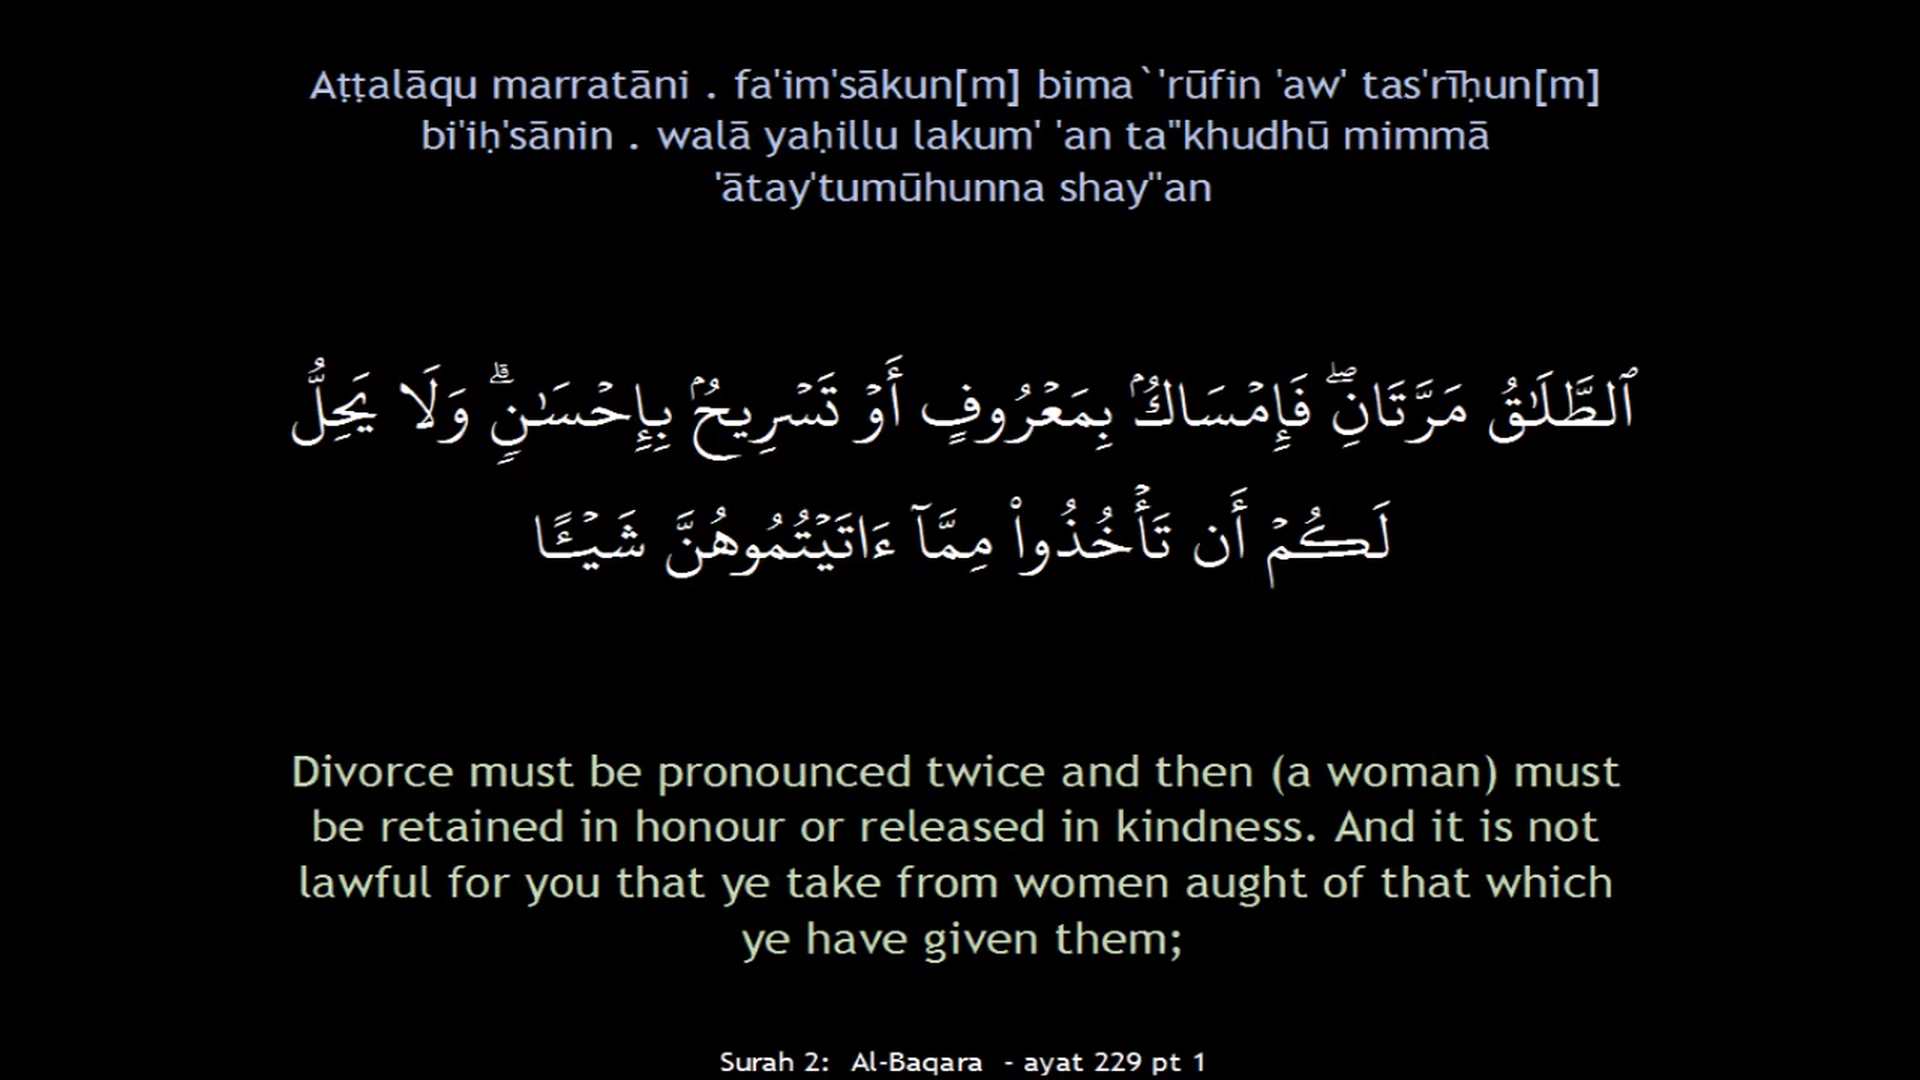 Aṭṭalāqu marratāni . fa'im'sākun[m] bima`'rūfin 'aw' tas'rīḥun[m]
bi'iḥ'sānin . walā yaḥillu lakum' 'an ta"khudhū mimmā
'ātay'tumūhunna shay"an
ٱلطَّلَـٰقُ مَرَّتَانِۖ فَإِمۡسَاكُۢ بِمَعۡرُوفٍ أَوۡ تَسۡرِيحُۢ بِإِحۡسَـٰنٍۗ وَلَا يَحِلُّ
لَڪُمۡ أَن تَأۡخُذُواْ مِمَّآ ءَاتَيۡتُمُوهُنَّ شَيۡـًٔا
Divorce must be pronounced twice and then (a woman) must
be retained in honour or released in kindness. And it is not
lawful for you that ye take from women aught of that which
ye have given them;
Surah 2: Al-Baqara - ayat 229 pt 1